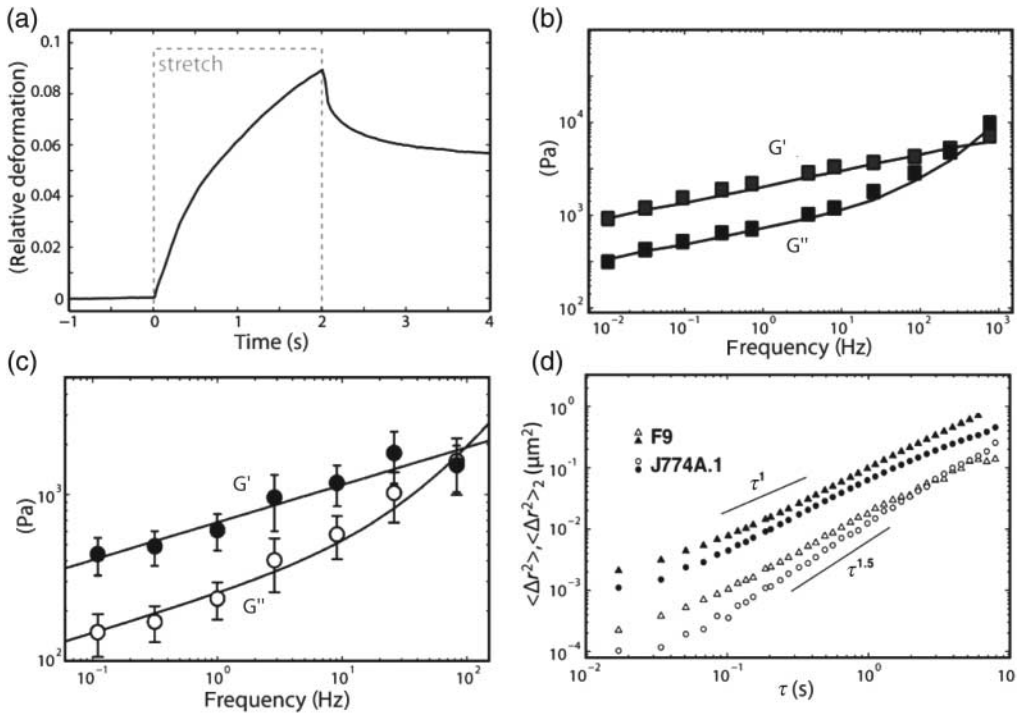 (a)
(Relative deformation)
0.1
0.08
0.06
0.04
0.02
0
stretch
−1 0 1 2 3 4
Time (s)
(b)
(Pa)
10^4
10^3
10^2
G'
G"
10^-2 10^-1 10^0 10^1 10^2 10^3
Frequency (Hz)
(c)
(Pa)
10^3
10^2
G'
G"
10^-1 10^0 10^1 10^2
Frequency (Hz)
(d)
<Δr^2>,<Δr^2>_2 (μm^2)
10^0
10^-1
10^-2
10^-3
10^-4
F9
J774A.1
τ^1
τ^1.5
10^-2 10^-1 10^0 10^1
τ (s)